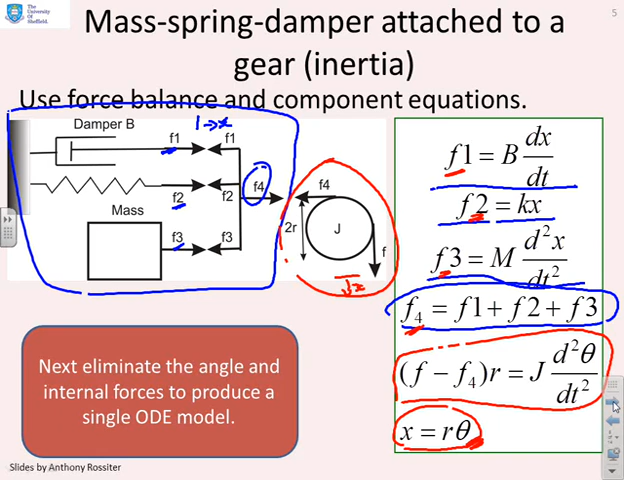 The
University
Of
Sheffield.
5
Mass-spring-damper attached to a
gear (inertia)
Use force balance and component equations.
Damper B
1→x
f1 f1
f2 f2
Mass
f3 f3
f4
f4
2r
J
f
f1 = B dx/dt
f2 = kx
f3 = M d²x/dt²
f₄ = f1 + f2 + f3
(f − f₄)r = J d²θ/dt²
x = rθ
Next eliminate the angle and
internal forces to produce a
single ODE model.
Slides by Anthony Rossiter